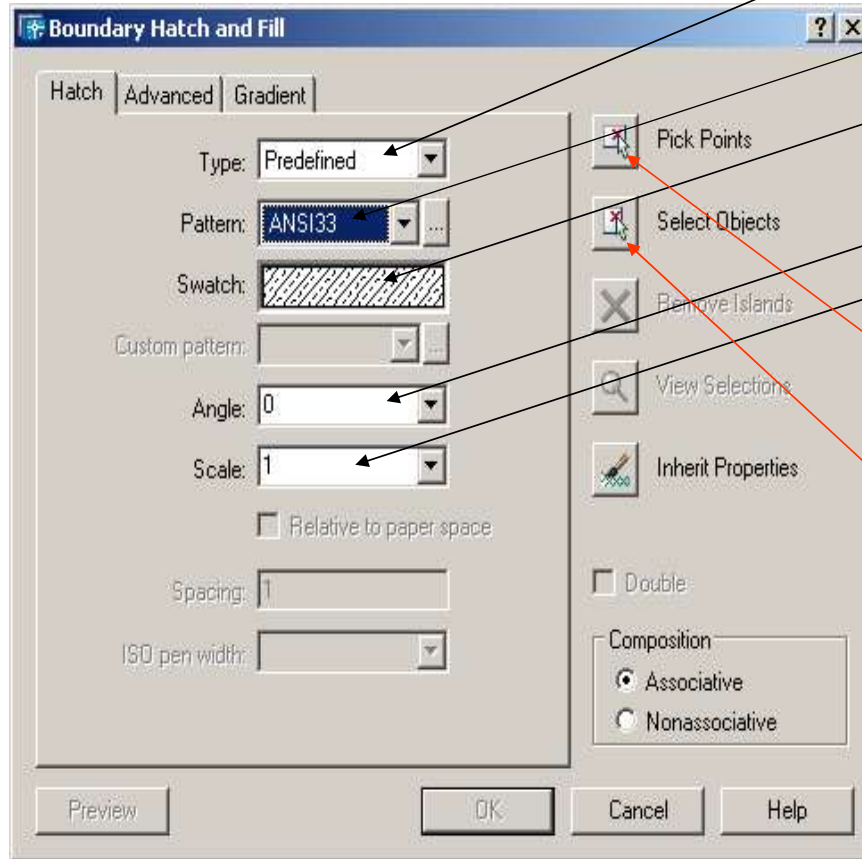 Boundary Hatch and Fill
? X
Hatch Advanced Gradient
Type: Predefined
Pattern: ANSI33 ...
Swatch:
Custom pattern: ...
Angle: 0
Scale: 1
Relative to paper space
Spacing: 1
ISO pen width:
Pick Points
Select Objects
Remove Islands
View Selections
Inherit Properties
Double
Composition
Associative
Nonassociative
Preview OK Cancel Help